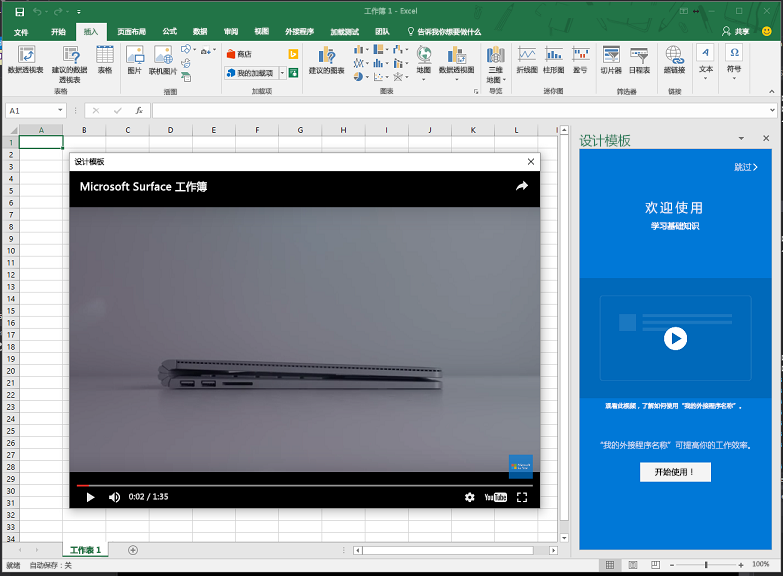 工作簿 1 - Excel
文件 开始 插入 页面布局 公式 数据 审阅 视图 外接程序 加载测试 团队 告诉我你想要做什么 共享
数据透视表 建议的数据透视表 表格 图片 联机图片 商店 我的加载项 建议的图表 地图 数据透视图 三维地图 折线图 柱形图 盈亏 切片器 日程表 超链接 文本 符号
表格 插图 加载项 图表 导览 迷你图 筛选器 链接
A1 fx
A B C D E F G H I J K L
1
2
3
4
5
6
7
8
9
10
11
12
13
14
15
16
17
18
19
20
21
22
23
24
25
26
27
28
29
30
31
32
33
34
设计模板
Microsoft Surface 工作簿
0:02 / 1:35
YouTube
设计模板
跳过
欢迎使用
学习基础知识
观看此视频，了解如何使用“我的外接程序名称”。
“我的外接程序名称”可提高你的工作效率。
开始使用！
工作表 1
就绪 自动保存：关
100%